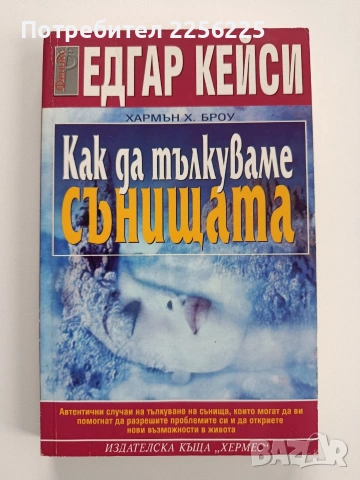 Потребител 2256225
ЕДГАР КЕЙСИ
ХАРМЪН Х. БРОУ
Как да тълкуваме
сънищата
Автентични случаи на тълкуване на сънища, които могат да ви
помогнат да разрешите проблемите си и да откриете
нови възможности в живота
ИЗДАТЕЛСКА КЪЩА „ХЕРМЕС“
BAZAR